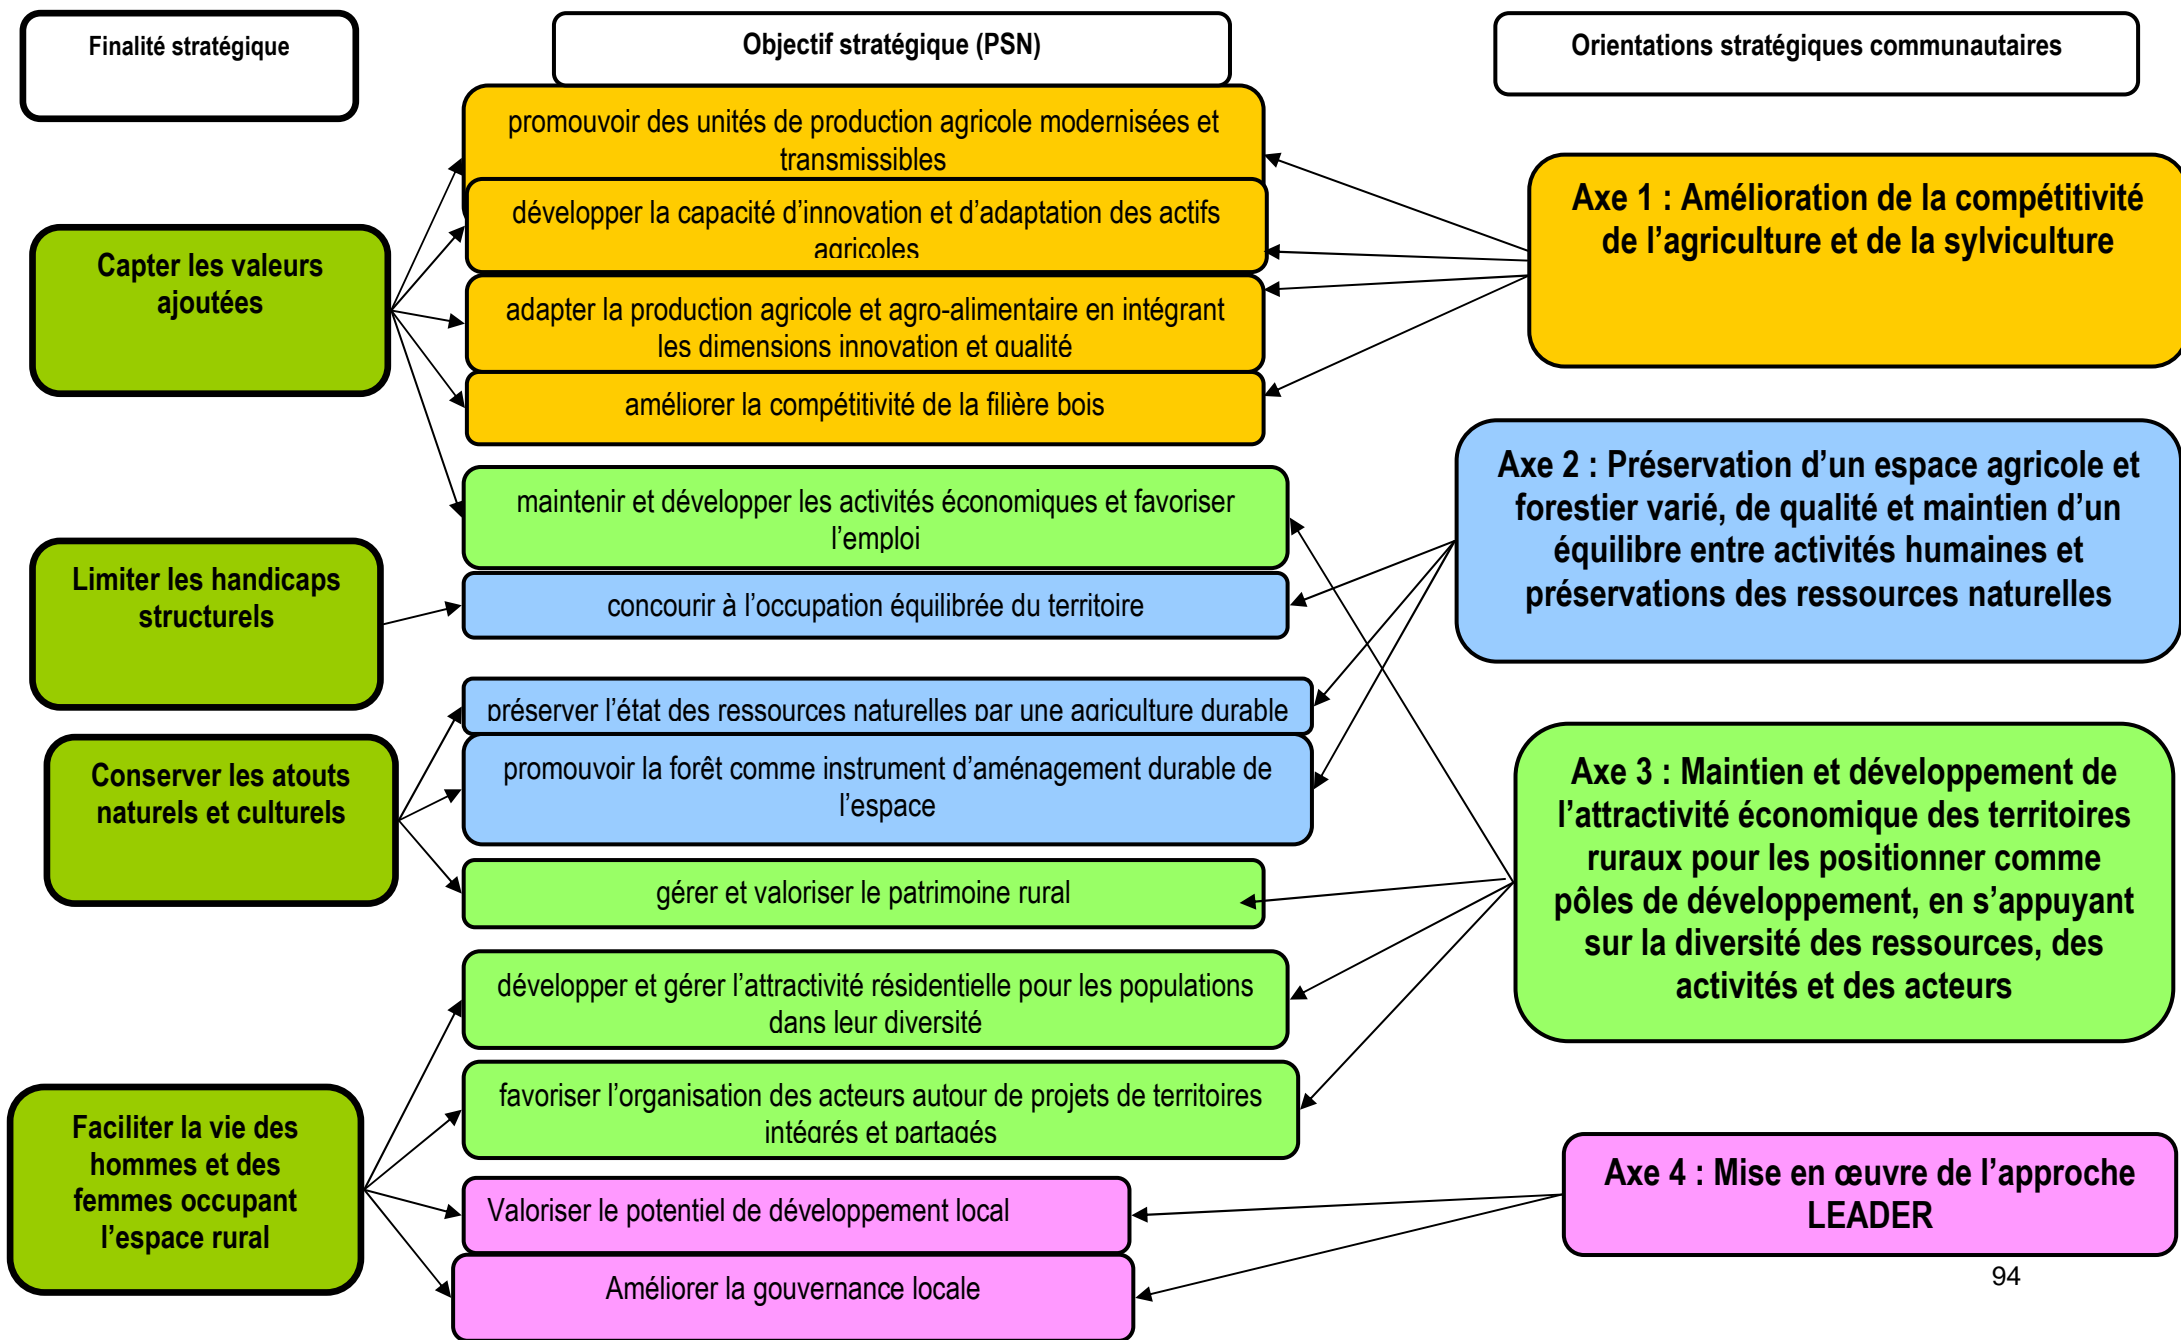 Finalité stratégique
Objectif stratégique (PSN)
Orientations stratégiques communautaires
Capter les valeurs
ajoutées
Limiter les handicaps
structurels
Conserver les atouts
naturels et culturels
Faciliter la vie des
hommes et des
femmes occupant
l’espace rural
promouvoir des unités de production agricole modernisées et
transmissibles
développer la capacité d’innovation et d’adaptation des actifs
agricoles
adapter la production agricole et agro-alimentaire en intégrant
les dimensions innovation et qualité
améliorer la compétitivité de la filière bois
maintenir et développer les activités économiques et favoriser
l’emploi
concourir à l’occupation équilibrée du territoire
préserver l’état des ressources naturelles par une agriculture durable
promouvoir la forêt comme instrument d’aménagement durable de
l’espace
gérer et valoriser le patrimoine rural
développer et gérer l’attractivité résidentielle pour les populations
dans leur diversité
favoriser l’organisation des acteurs autour de projets de territoires
intégrés et partagés
Valoriser le potentiel de développement local
Améliorer la gouvernance locale
Axe 1 : Amélioration de la compétitivité
de l’agriculture et de la sylviculture
Axe 2 : Préservation d’un espace agricole et
forestier varié, de qualité et maintien d’un
équilibre entre activités humaines et
préservations des ressources naturelles
Axe 3 : Maintien et développement de
l’attractivité économique des territoires
ruraux pour les positionner comme
pôles de développement, en s’appuyant
sur la diversité des ressources, des
activités et des acteurs
Axe 4 : Mise en œuvre de l’approche
LEADER
94